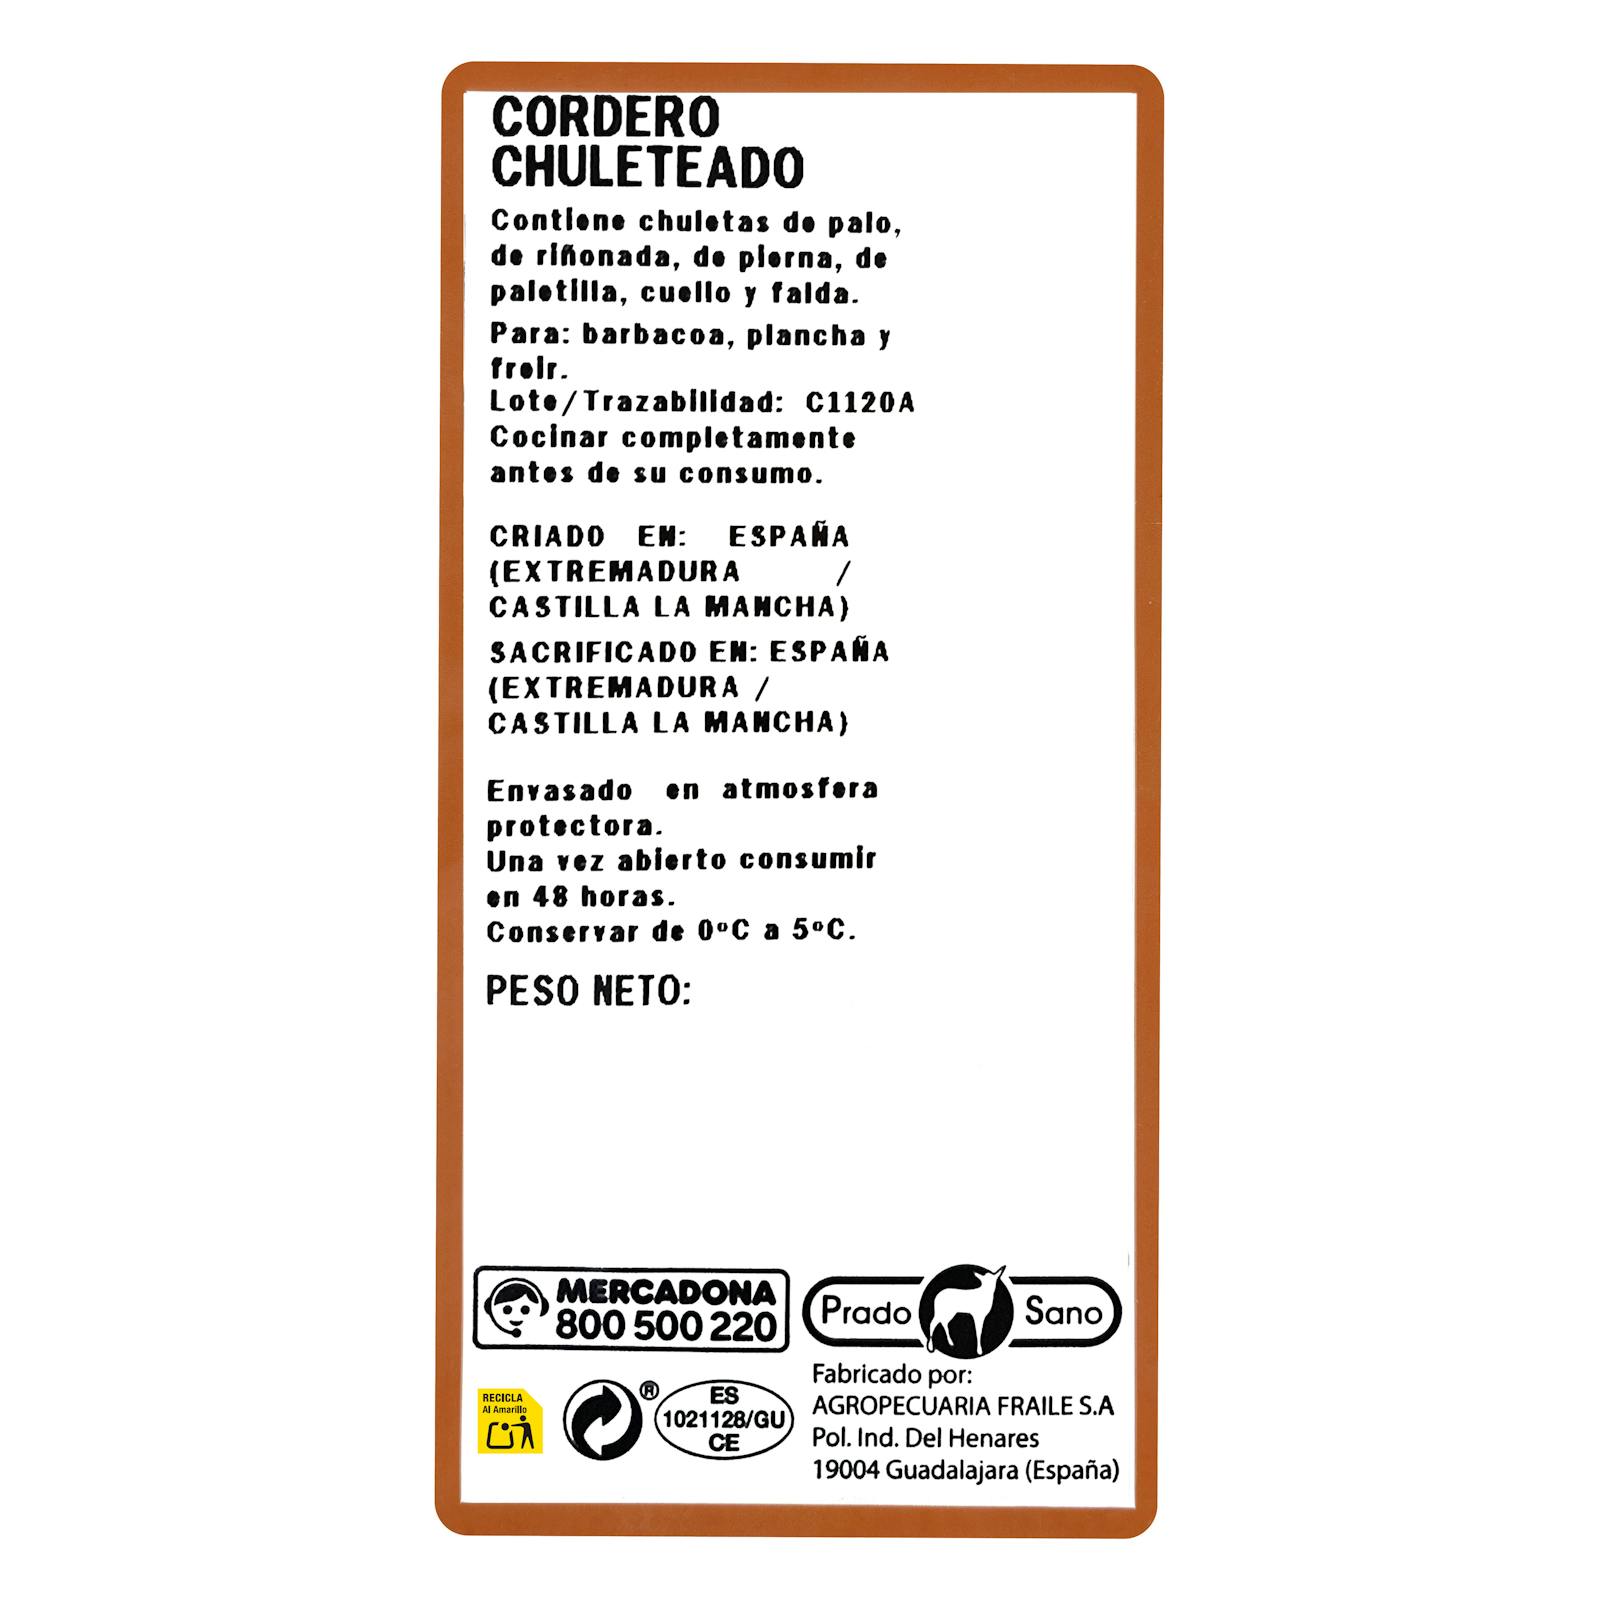 CORDERO
CHULETEADO
Contiene chuletas de palo,
de riñonada, de pierna, de
paletilla, cuello y falda.
Para: barbacoa, plancha y
freir.
Lote/Trazabilidad: C1120A
Cocinar completamente
antes de su consumo.
CRIADO EN: ESPAÑA
(EXTREMADURA /
CASTILLA LA MANCHA)
SACRIFICADO EN: ESPAÑA
(EXTREMADURA /
CASTILLA LA MANCHA)
Envasado en atmosfera
protectora.
Una vez abierto consumir
en 48 horas.
Conservar de 0ºC a 5ºC.
PESO NETO:
MERCADONA
800 500 220
Prado Sano
RECICLA
Al Amarillo
®
ES
1021128/GU
CE
Fabricado por:
AGROPECUARIA FRAILE S.A
Pol. Ind. Del Henares
19004 Guadalajara (España)